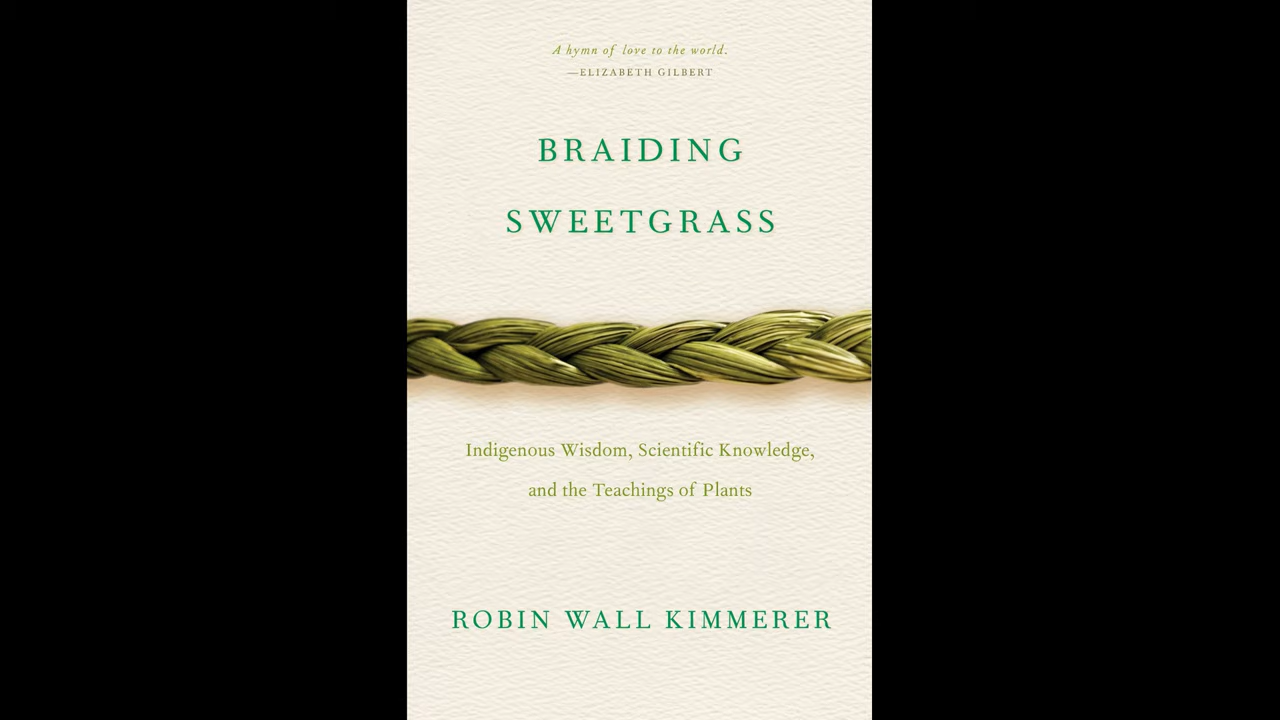 A hymn of love to the world.
—ELIZABETH GILBERT
BRAIDING
SWEETGRASS
Indigenous Wisdom, Scientific Knowledge,
and the Teachings of Plants
ROBIN WALL KIMMERER